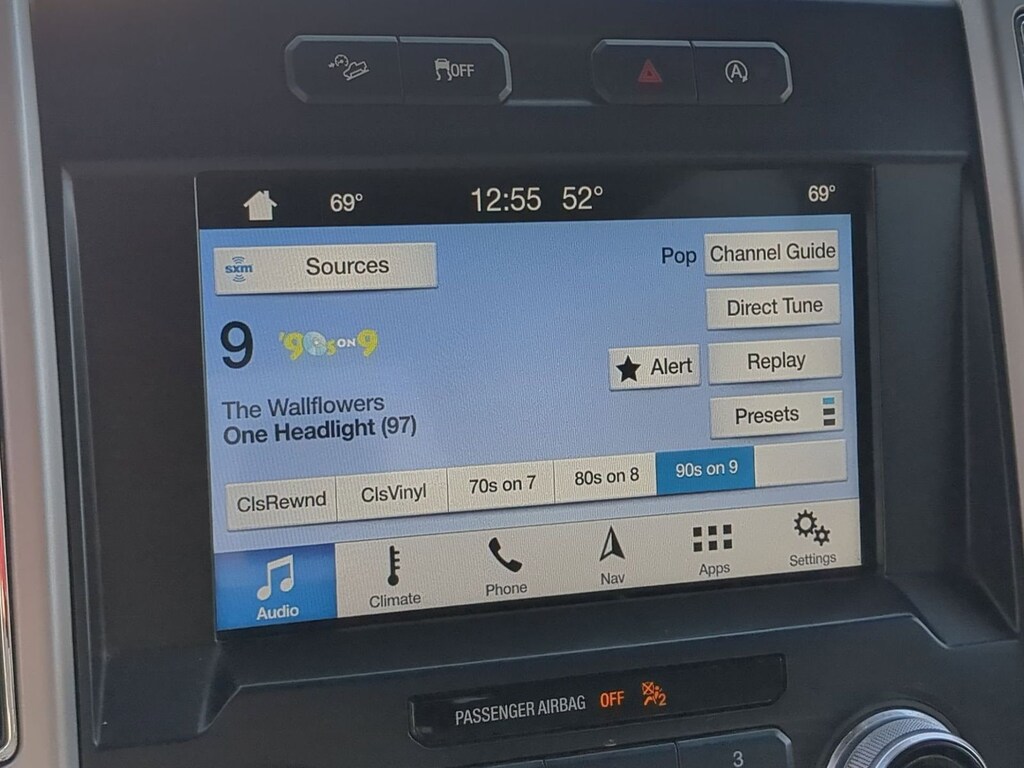 OFF
A
69° 12:55 52° 69°
sxm Sources
Pop Channel Guide
Direct Tune
9 '90s ON 9
Alert Replay
The Wallflowers
One Headlight (97)
Presets
ClsRewnd ClsVinyl 70s on 7 80s on 8 90s on 9
Audio Climate Phone Nav Apps Settings
PASSENGER AIRBAG OFF 2
3